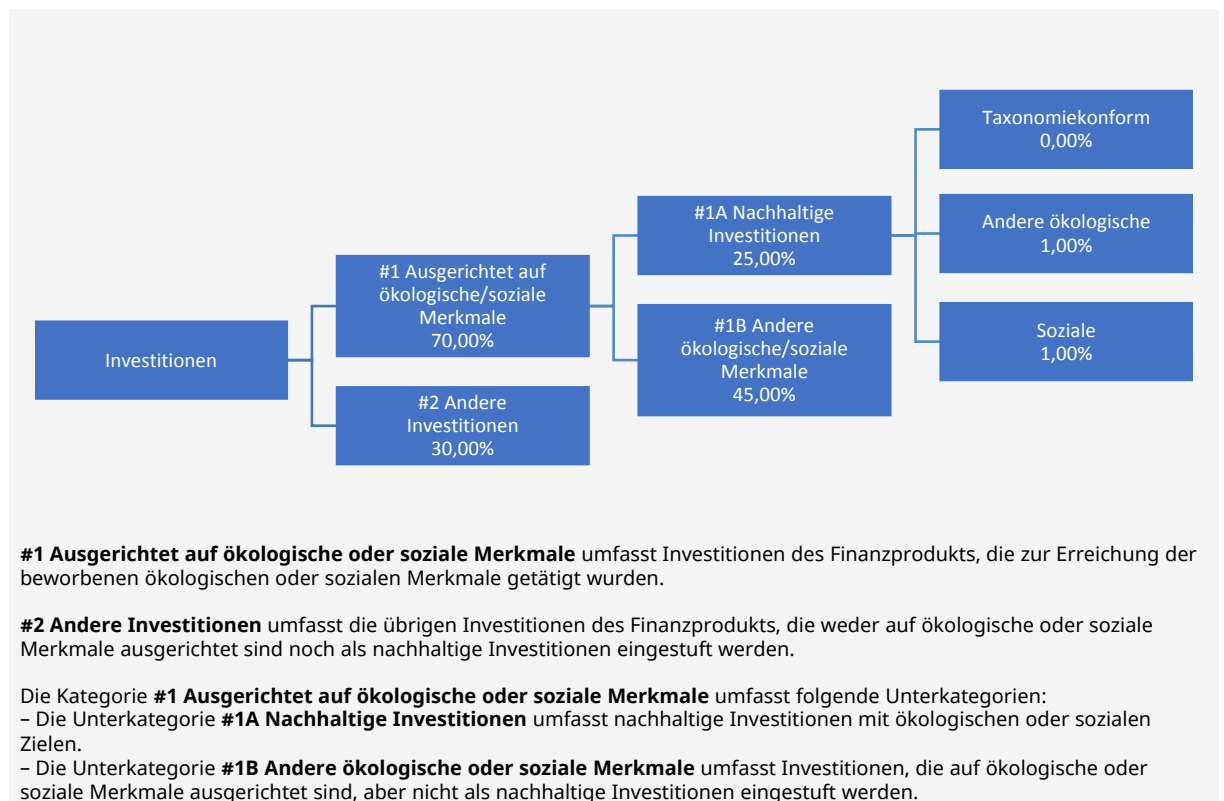 Investitionen
#1 Ausgerichtet auf
ökologische/soziale
Merkmale
70,00%
#2 Andere
Investitionen
30,00%
#1A Nachhaltige
Investitionen
25,00%
#1B Andere
ökologische/soziale
Merkmale
45,00%
Taxonomiekonform
0,00%
Andere ökologische
1,00%
Soziale
1,00%
#1 Ausgerichtet auf ökologische oder soziale Merkmale umfasst Investitionen des Finanzprodukts, die zur Erreichung der
beworbenen ökologischen oder sozialen Merkmale getätigt wurden.
#2 Andere Investitionen umfasst die übrigen Investitionen des Finanzprodukts, die weder auf ökologische oder soziale
Merkmale ausgerichtet sind noch als nachhaltige Investitionen eingestuft werden.
Die Kategorie #1 Ausgerichtet auf ökologische oder soziale Merkmale umfasst folgende Unterkategorien:
– Die Unterkategorie #1A Nachhaltige Investitionen umfasst nachhaltige Investitionen mit ökologischen oder sozialen
Zielen.
– Die Unterkategorie #1B Andere ökologische oder soziale Merkmale umfasst Investitionen, die auf ökologische oder
soziale Merkmale ausgerichtet sind, aber nicht als nachhaltige Investitionen eingestuft werden.